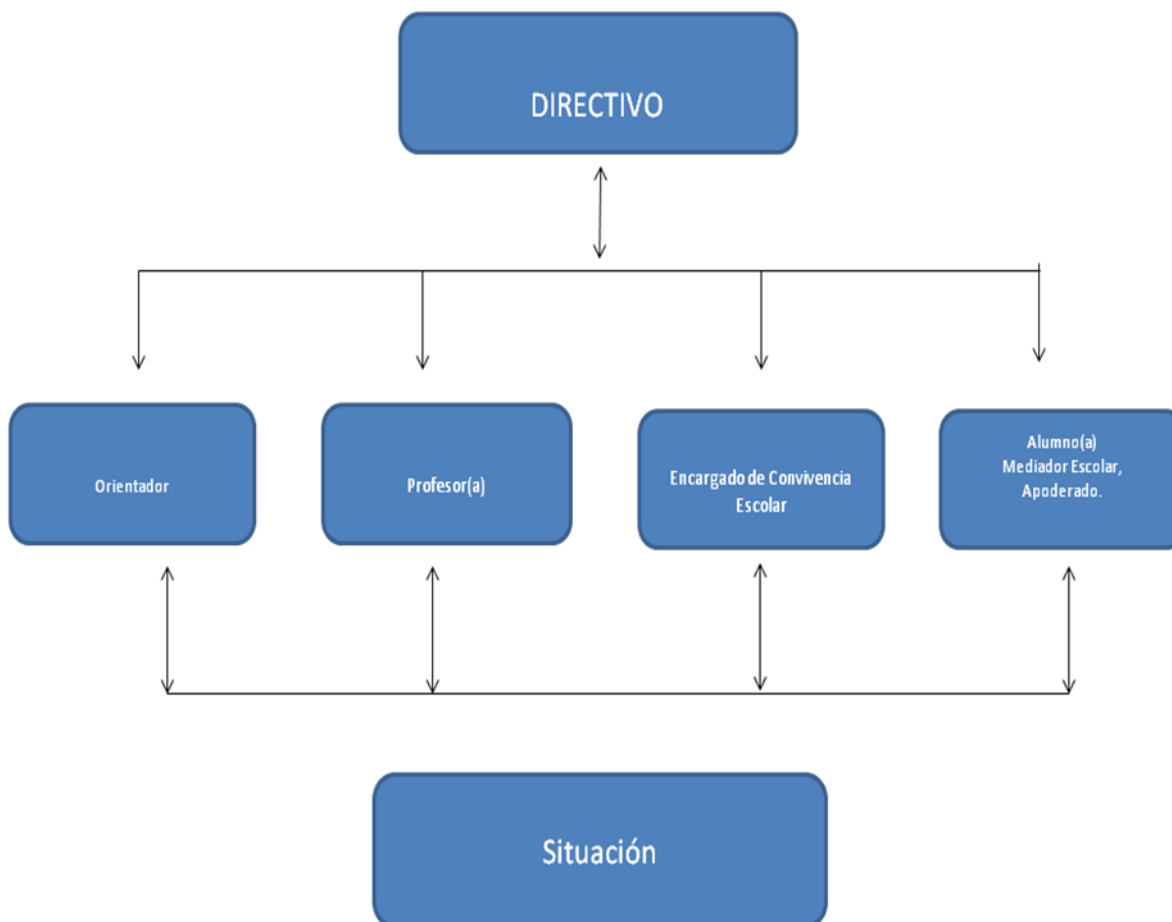 DIRECTIVO
Orientador
Profesor(a)
Encargado de Convivencia
Escolar
Alumno(a)
Mediador Escolar,
Apoderado.
Situación